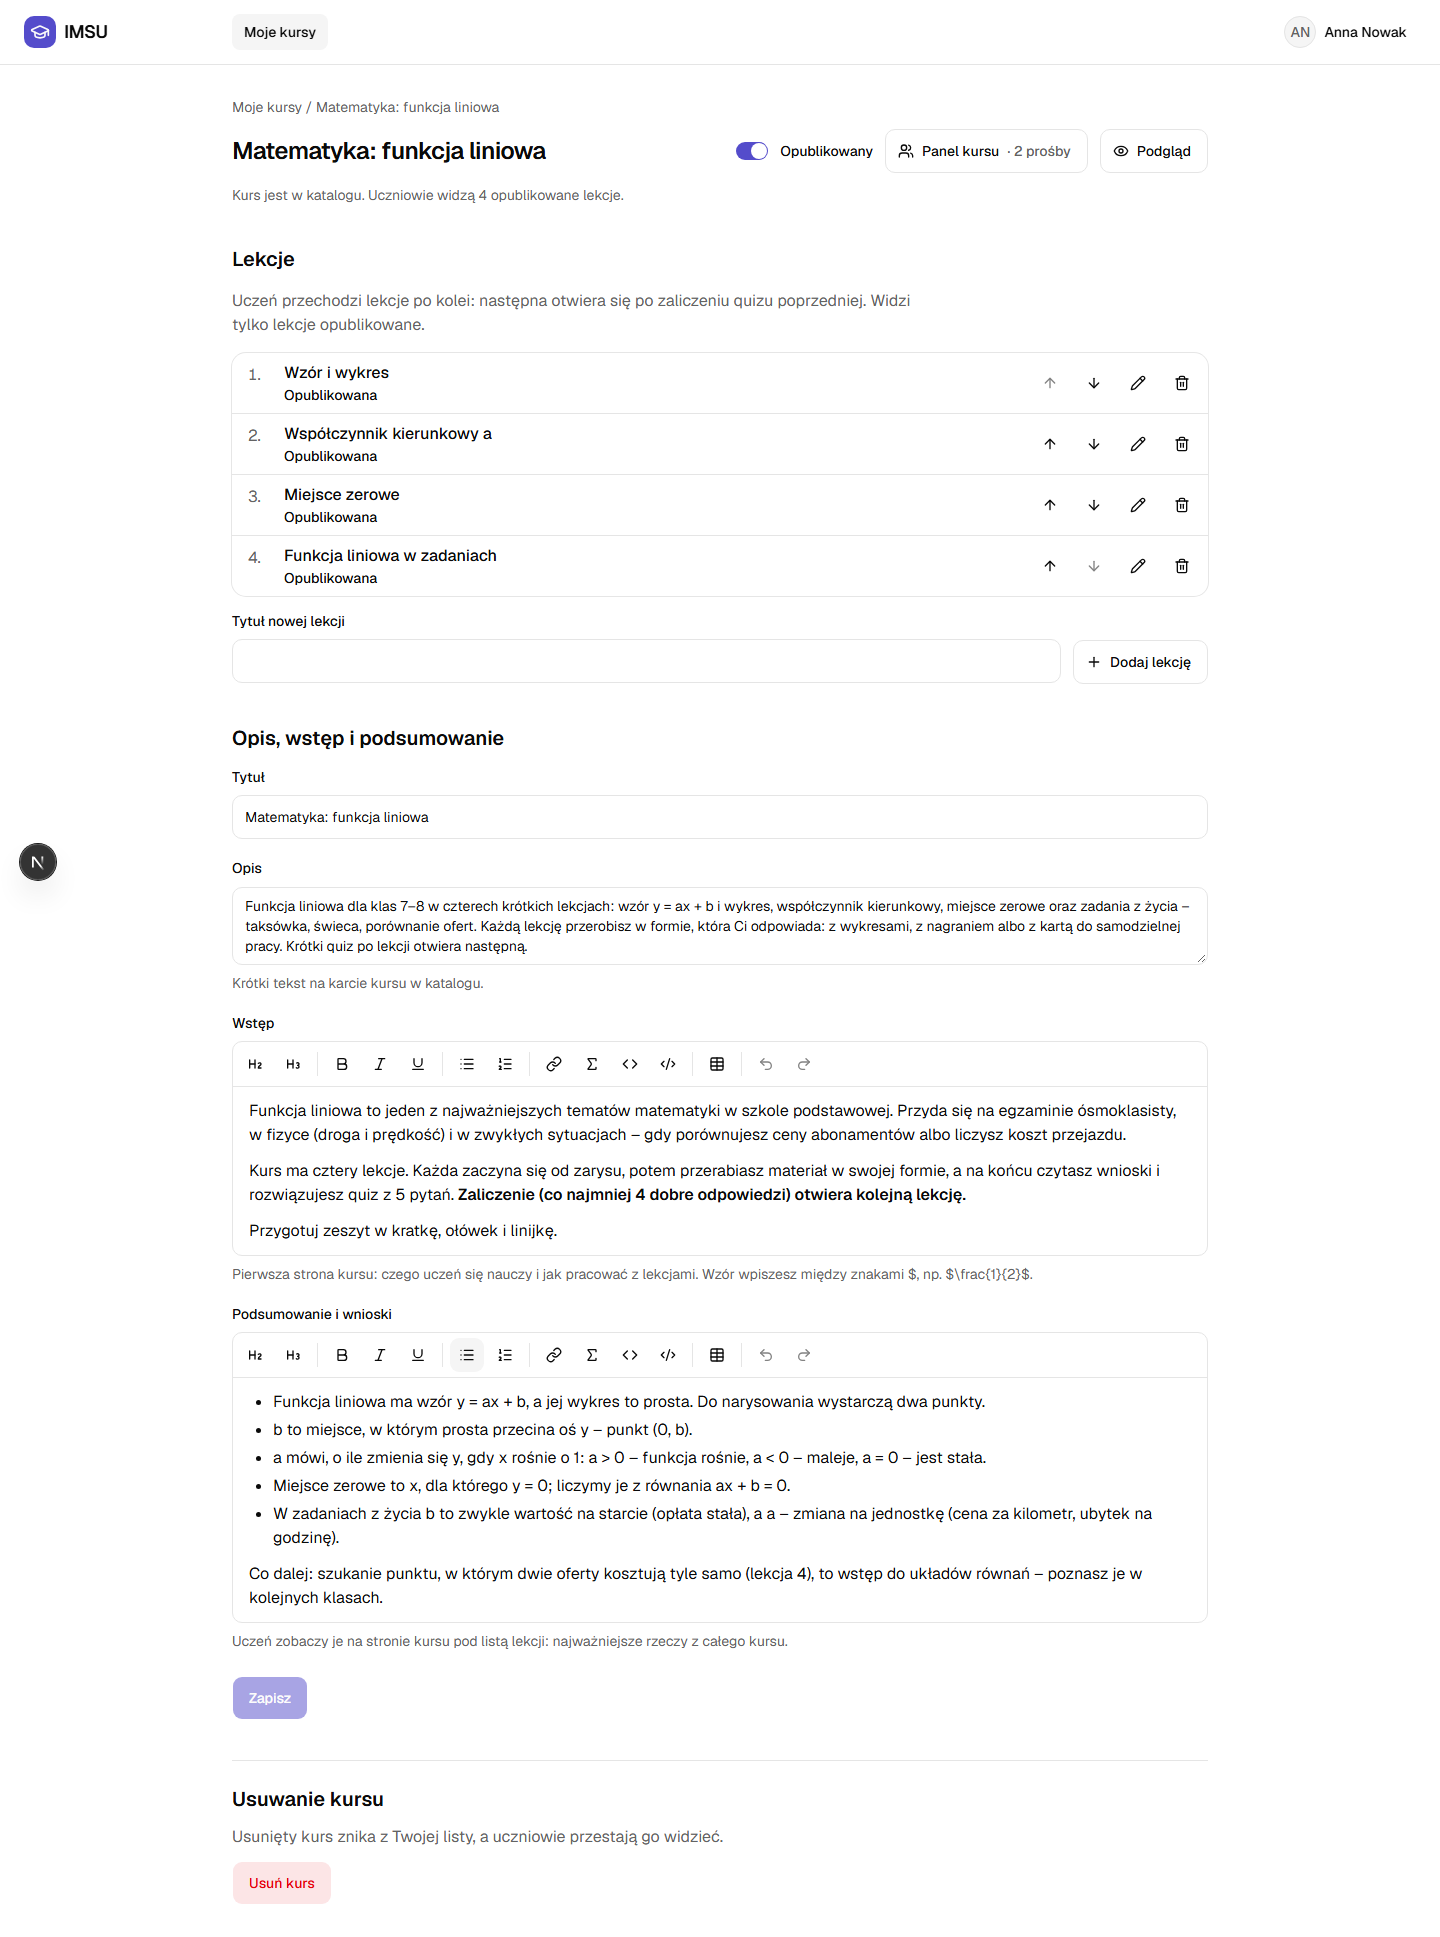 IMSU
Moje kursy
AN
Anna Nowak
Moje kursy / Matematyka: funkcja liniowa
Matematyka: funkcja liniowa
Opublikowany
Panel kursu · 2 prośby
Podgląd
Kurs jest w katalogu. Uczniowie widzą 4 opublikowane lekcje.
Lekcje
Uczeń przechodzi lekcje po kolei: następna otwiera się po zaliczeniu quizu poprzedniej. Widzi
tylko lekcje opublikowane.
1. Wzór i wykres
Opublikowana
2. Współczynnik kierunkowy a
Opublikowana
3. Miejsce zerowe
Opublikowana
4. Funkcja liniowa w zadaniach
Opublikowana
Tytuł nowej lekcji
Dodaj lekcję
Opis, wstęp i podsumowanie
Tytuł
Matematyka: funkcja liniowa
N
Opis
Funkcja liniowa dla klas 7–8 w czterech krótkich lekcjach: wzór y = ax + b i wykres, współczynnik kierunkowy, miejsce zerowe oraz zadania z życia –
taksówka, świeca, porównanie ofert. Każdą lekcję przerobisz w formie, która Ci odpowiada: z wykresami, z nagraniem albo z kartą do samodzielnej
pracy. Krótki quiz po lekcji otwiera następną.
Krótki tekst na karcie kursu w katalogu.
Wstęp
H2 H3 B I U Σ
Funkcja liniowa to jeden z najważniejszych tematów matematyki w szkole podstawowej. Przyda się na egzaminie ósmoklasisty,
w fizyce (droga i prędkość) i w zwykłych sytuacjach – gdy porównujesz ceny abonamentów albo liczysz koszt przejazdu.
Kurs ma cztery lekcje. Każda zaczyna się od zarysu, potem przerabiasz materiał w swojej formie, a na końcu czytasz wnioski i
rozwiązujesz quiz z 5 pytań. Zaliczenie (co najmniej 4 dobre odpowiedzi) otwiera kolejną lekcję.
Przygotuj zeszyt w kratkę, ołówek i linijkę.
Pierwsza strona kursu: czego uczeń się nauczy i jak pracować z lekcjami. Wzór wpiszesz między znakami $, np. $\frac{1}{2}$.
Podsumowanie i wnioski
H2 H3 B I U Σ
• Funkcja liniowa ma wzór y = ax + b, a jej wykres to prosta. Do narysowania wystarczą dwa punkty.
• b to miejsce, w którym prosta przecina oś y – punkt (0, b).
• a mówi, o ile zmienia się y, gdy x rośnie o 1: a > 0 – funkcja rośnie, a < 0 – maleje, a = 0 – jest stała.
• Miejsce zerowe to x, dla którego y = 0; liczymy je z równania ax + b = 0.
• W zadaniach z życia b to zwykle wartość na starcie (opłata stała), a a – zmiana na jednostkę (cena za kilometr, ubytek na
godzinę).
Co dalej: szukanie punktu, w którym dwie oferty kosztują tyle samo (lekcja 4), to wstęp do układów równań – poznasz je w
kolejnych klasach.
Uczeń zobaczy je na stronie kursu pod listą lekcji: najważniejsze rzeczy z całego kursu.
Zapisz
Usuwanie kursu
Usunięty kurs znika z Twojej listy, a uczniowie przestają go widzieć.
Usuń kurs